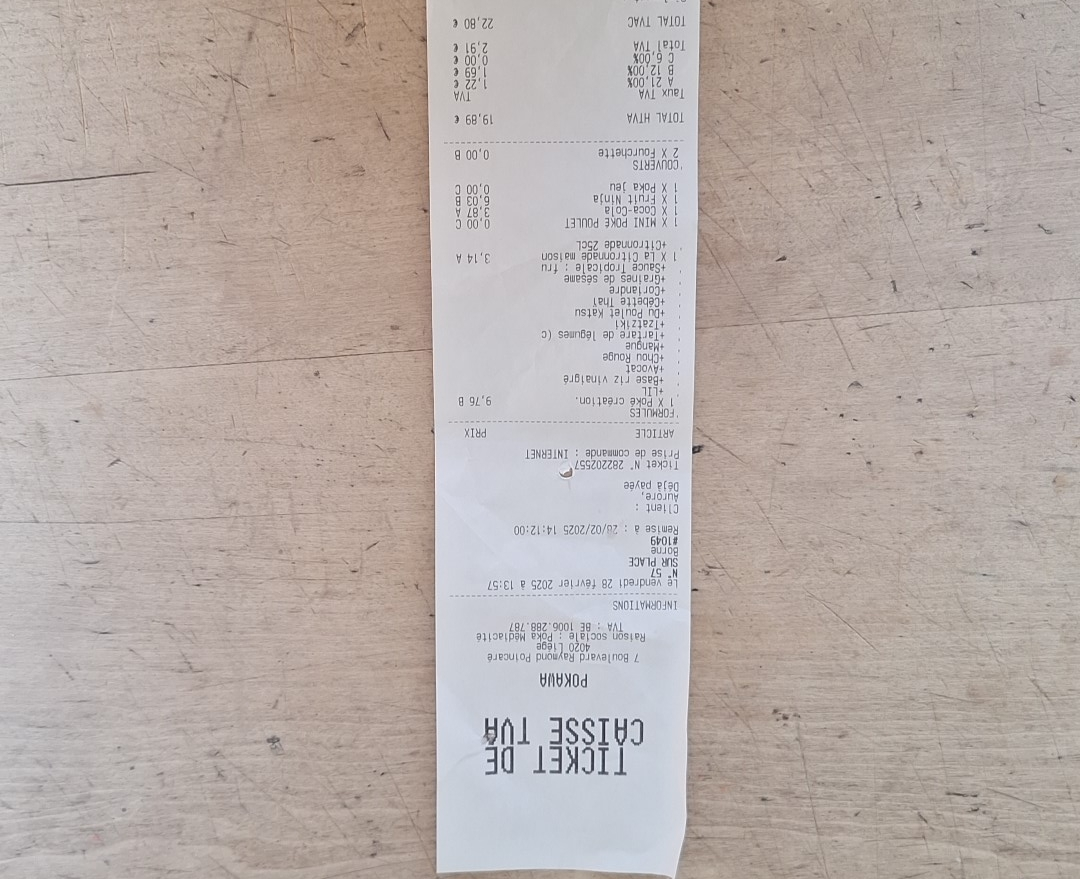 TICKET DE
CAISSE TVA
POKAWA
7 Boulevard Raymond Poincaré
4020 Liège
Raison sociale : Poka Médiacité
TVA : BE 1006.288.787
INFORMATIONS
Le vendredi 28 février 2025 à 13:57
N° 57
SUR PLACE
Borne
#1049
Remise à : 28/02/2025 14:12:00
Client :
Aurore,
Déjà payée
Ticket N° 282202557
Prise de commande : INTERNET
ARTICLE PRIX
'FORMULES
1 X Poké création. 9,76 B
+LIL
+Base riz vinaigré
+Avocat
+Chou Rouge
+Mangue
+Tartare de légumes (c
+Tzatziki
+Du Poulet Katsu
+Cébette Thaï
+Coriandre
+Graines de sésame
+Sauce Tropicale : fru
1 X La Citronnade maison 3,14 A
+Citronnade 25cL
1 X MINI POKE POULET 0,00 C
1 X Coca-Cola 3,87 A
1 X Fruit Ninja 6,03 B
1 X Poka jeu 0,00 C
'COUVERTS
2 X Fourchette 0,00 B
TOTAL HTVA 19,89 €
Taux TVA TVA
A 21,00% 1,22 €
B 12,00% 1,69 €
C 6,00% 0,00 €
Total TVA 2,91 €
TOTAL TVAC 22,80 €